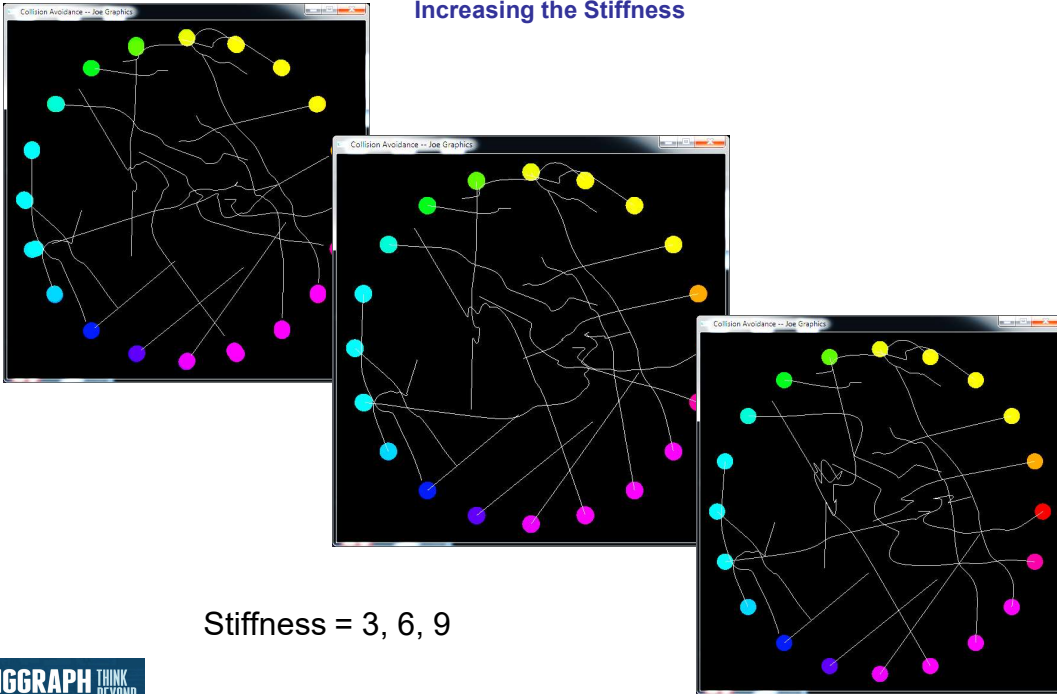 Increasing the Stiffness
Collision Avoidance -- Joe Graphics
Collision Avoidance -- Joe Graphics
Collision Avoidance -- Joe Graphics
Stiffness = 3, 6, 9
THINK